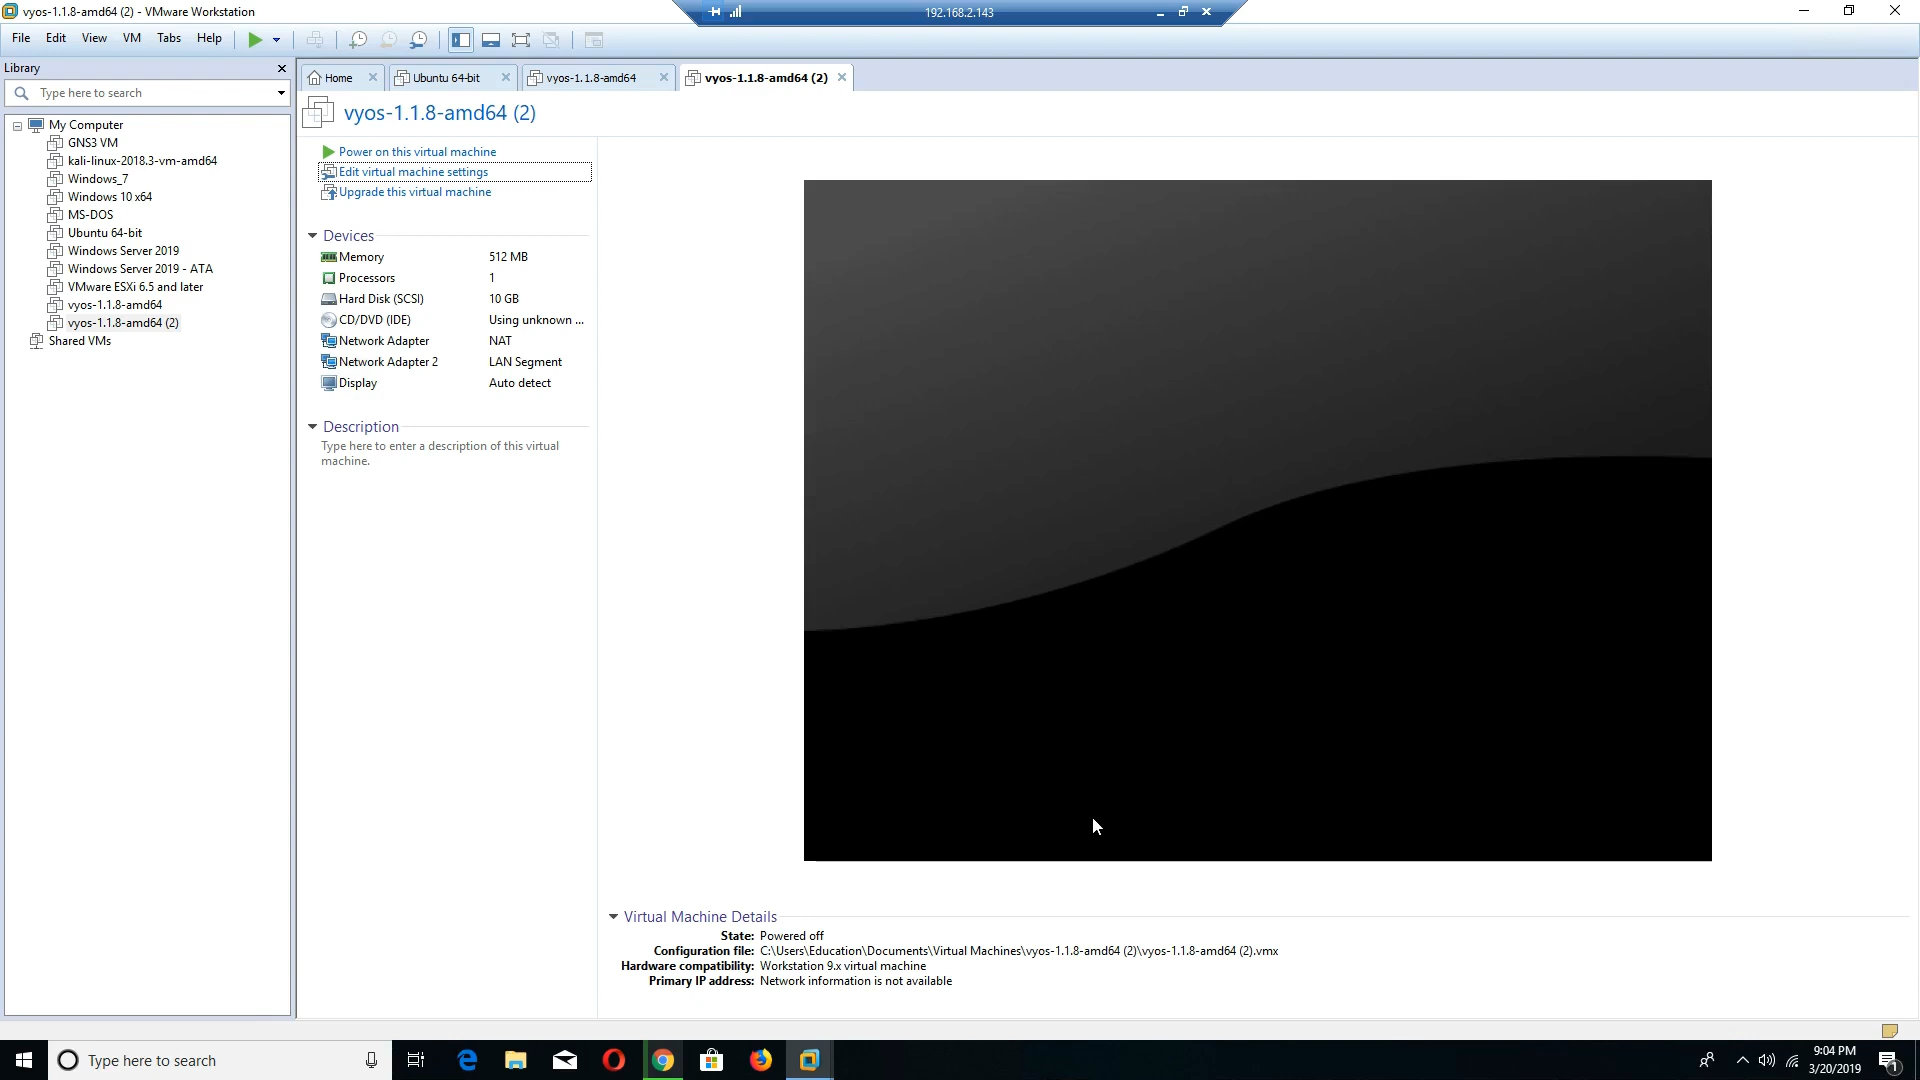 vyos-1.1.8-amd64 (2) - VMware Workstation
192.168.2.143
File Edit View VM Tabs Help
Library
Type here to search
My Computer
GNS3 VM
kali-linux-2018.3-vm-amd64
Windows_7
Windows 10 x64
MS-DOS
Ubuntu 64-bit
Windows Server 2019
Windows Server 2019 - ATA
VMware ESXi 6.5 and later
vyos-1.1.8-amd64
vyos-1.1.8-amd64 (2)
Shared VMs
Home Ubuntu 64-bit vyos-1.1.8-amd64 vyos-1.1.8-amd64 (2)
vyos-1.1.8-amd64 (2)
Power on this virtual machine
Edit virtual machine settings
Upgrade this virtual machine
Devices
Memory 512 MB
Processors 1
Hard Disk (SCSI) 10 GB
CD/DVD (IDE) Using unknown ...
Network Adapter NAT
Network Adapter 2 LAN Segment
Display Auto detect
Description
Type here to enter a description of this virtual
machine.
Virtual Machine Details
State: Powered off
Configuration file: C:\Users\Education\Documents\Virtual Machines\vyos-1.1.8-amd64 (2)\vyos-1.1.8-amd64 (2).vmx
Hardware compatibility: Workstation 9.x virtual machine
Primary IP address: Network information is not available
Type here to search
9:04 PM
3/20/2019
1